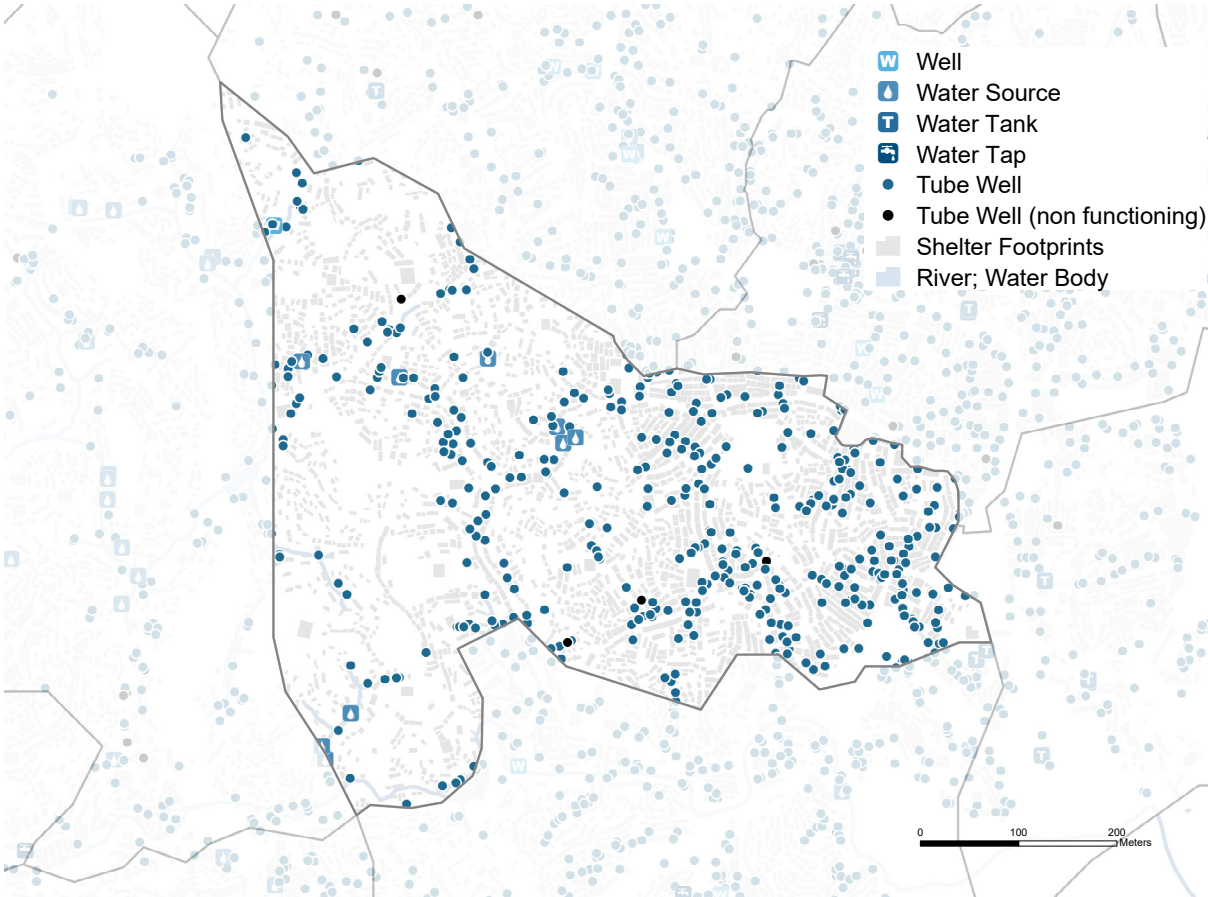 W Well
Water Source
T Water Tank
Water Tap
Tube Well
Tube Well (non functioning)
Shelter Footprints
River; Water Body
0 100 200
Meters